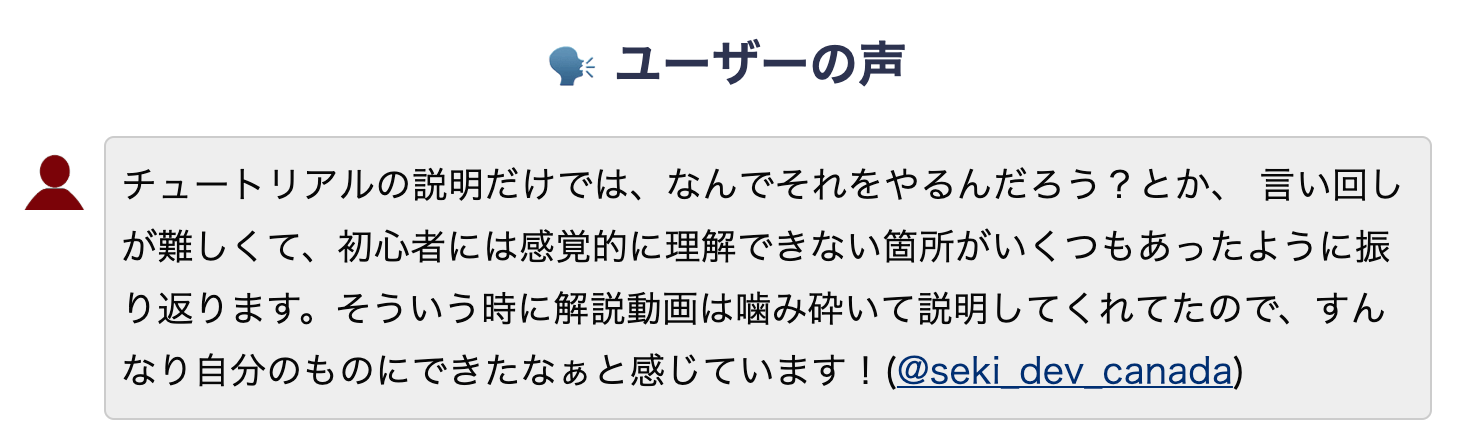 ユーザーの声
チュートリアルの説明だけでは、なんでそれをやるんだろう？とか、 言い回し
が難しくて、初心者には感覚的に理解できない箇所がいくつもあったように振
り返ります。そういう時に解説動画は噛み砕いて説明してくれてたので、すん
なり自分のものにできたなぁと感じています！(@seki_dev_canada)